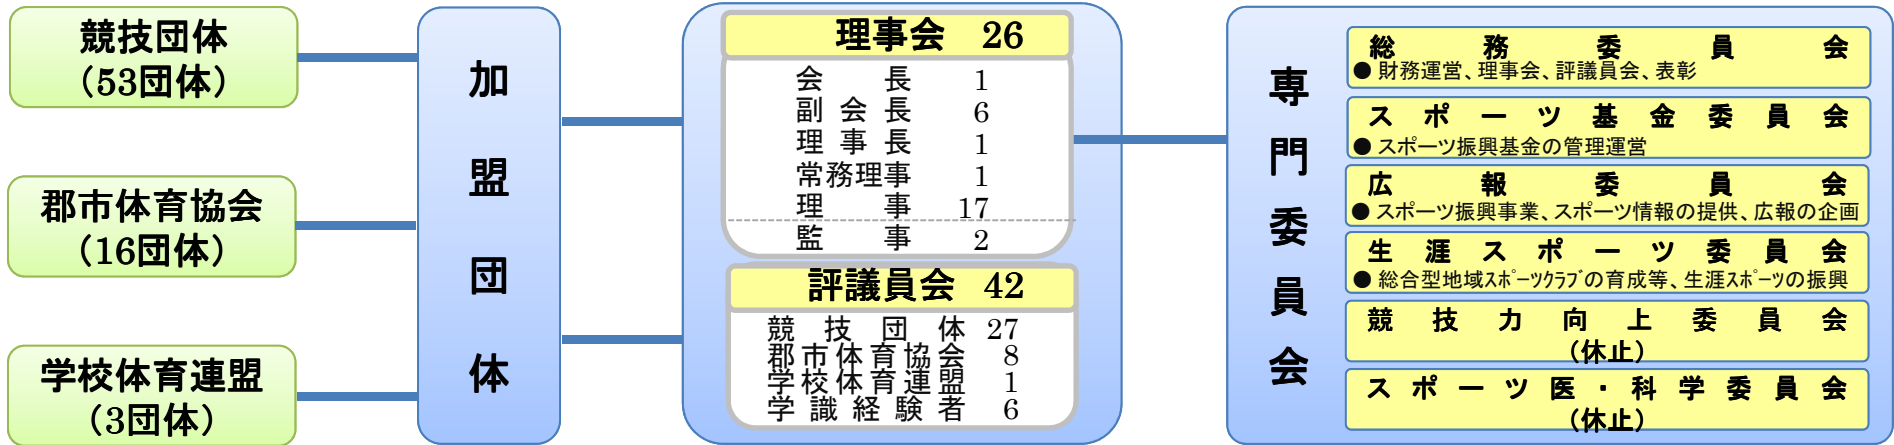 競技団体
（53団体）
郡市体育協会
（16団体）
学校体育連盟
（3団体）
加盟団体
理事会 26
会長 1
副会長 6
理事長 1
常務理事 1
理事 17
監事 2
評議員会 42
競技団体 27
郡市体育協会 8
学校体育連盟 1
学識経験者 6
専門委員会
総務委員会
● 財務運営、理事会、評議員会、表彰
スポーツ基金委員会
● スポーツ振興基金の管理運営
広報委員会
● スポーツ振興事業、スポーツ情報の提供、広報の企画
生涯スポーツ委員会
● 総合型地域ｽﾎﾟｰﾂｸﾗﾌﾞの育成等、生涯ｽﾎﾟｰﾂの振興
競技力向上委員会
（休止）
スポーツ医・科学委員会
（休止）